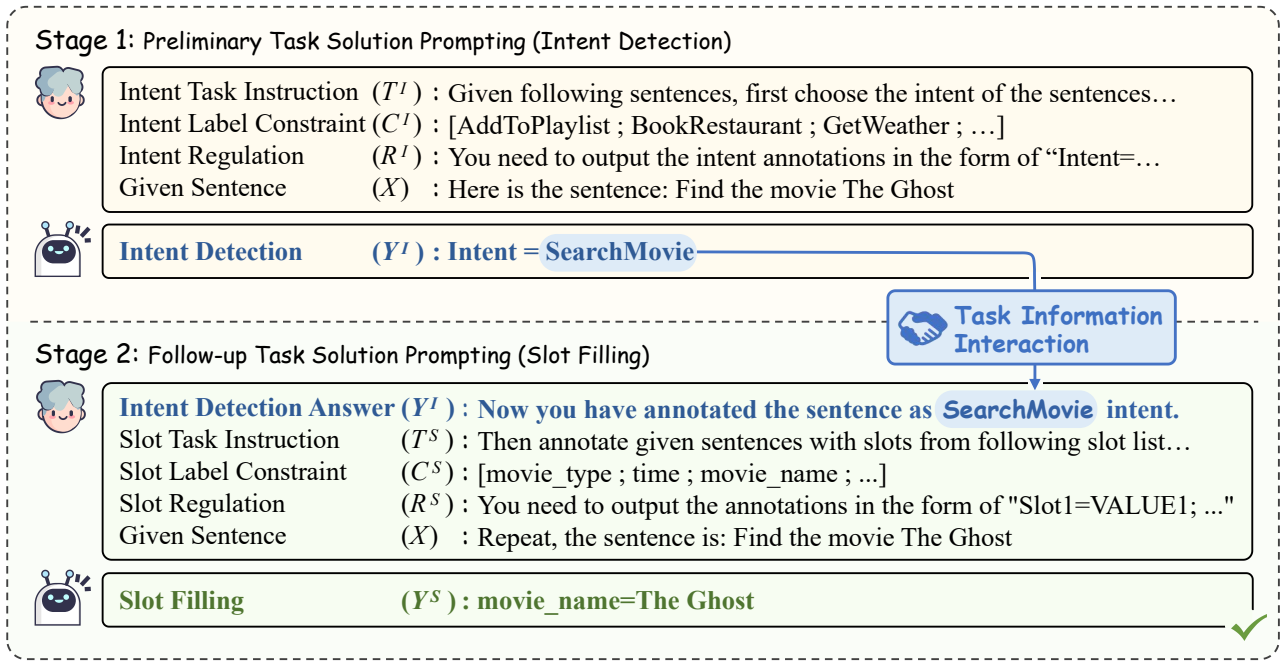 Stage 1: Preliminary Task Solution Prompting (Intent Detection)
Intent Task Instruction (T^I) : Given following sentences, first choose the intent of the sentences…
Intent Label Constraint (C^I) : [AddToPlaylist ; BookRestaurant ; GetWeather ; …]
Intent Regulation (R^I) : You need to output the intent annotations in the form of “Intent=…
Given Sentence (X) : Here is the sentence: Find the movie The Ghost
Intent Detection (Y^I) : Intent = SearchMovie
Task Information
Interaction
Stage 2: Follow-up Task Solution Prompting (Slot Filling)
Intent Detection Answer (Y^I) : Now you have annotated the sentence as SearchMovie intent.
Slot Task Instruction (T^S) : Then annotate given sentences with slots from following slot list…
Slot Label Constraint (C^S) : [movie_type ; time ; movie_name ; ...]
Slot Regulation (R^S) : You need to output the annotations in the form of "Slot1=VALUE1; ..."
Given Sentence (X) : Repeat, the sentence is: Find the movie The Ghost
Slot Filling (Y^S) : movie_name=The Ghost